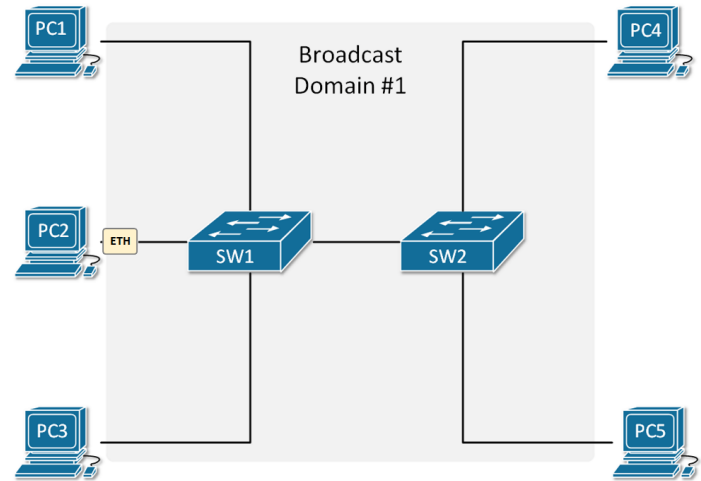 PC1
Broadcast
Domain #1
PC4
PC2
ETH
SW1
SW2
PC3
PC5